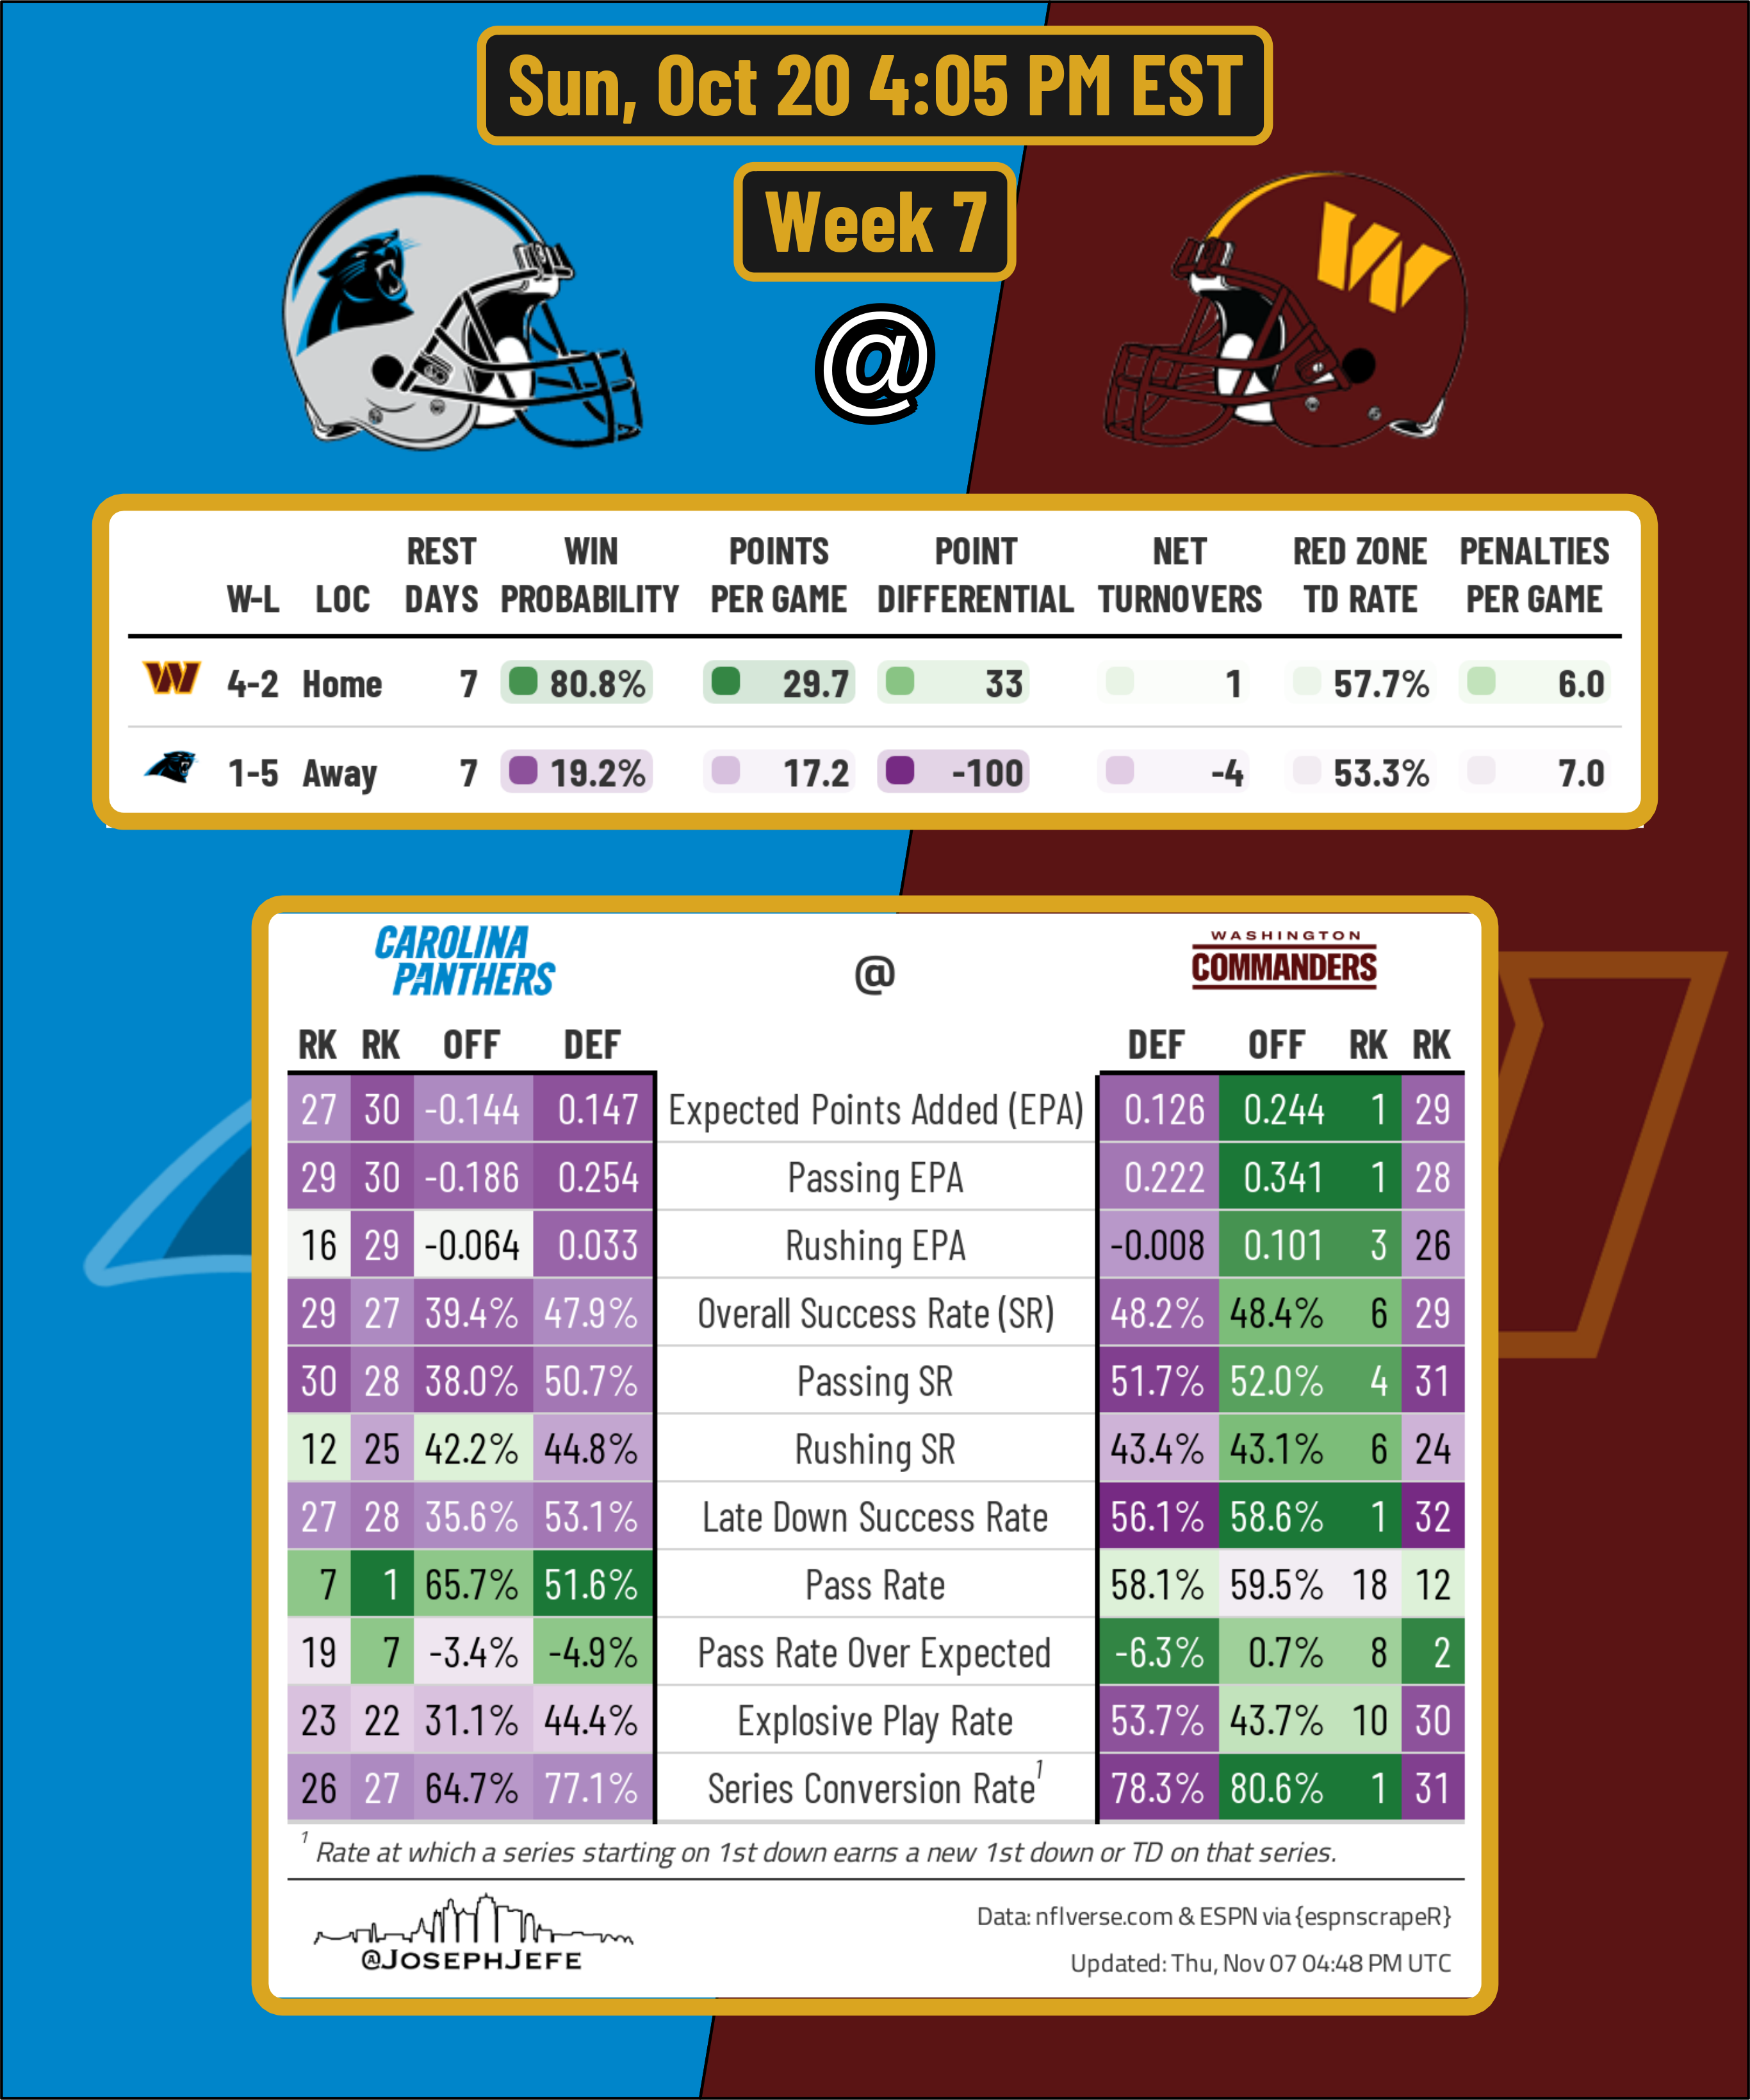 Sun, Oct 20 4:05 PM EST
Week 7
@
REST WIN POINTS POINT NET RED ZONE PENALTIES
W-L LOC DAYS PROBABILITY PER GAME DIFFERENTIAL TURNOVERS TD RATE PER GAME
W 4-2 Home 7 80.8% 29.7 33 1 57.7% 6.0
1-5 Away 7 19.2% 17.2 -100 -4 53.3% 7.0
CAROLINA
PANTHERS
@
WASHINGTON
COMMANDERS
RK RK OFF DEF DEF OFF RK RK
27 30 -0.144 0.147 Expected Points Added (EPA) 0.126 0.244 1 29
29 30 -0.186 0.254 Passing EPA 0.222 0.341 1 28
16 29 -0.064 0.033 Rushing EPA -0.008 0.101 3 26
29 27 39.4% 47.9% Overall Success Rate (SR) 48.2% 48.4% 6 29
30 28 38.0% 50.7% Passing SR 51.7% 52.0% 4 31
12 25 42.2% 44.8% Rushing SR 43.4% 43.1% 6 24
27 28 35.6% 53.1% Late Down Success Rate 56.1% 58.6% 1 32
7 1 65.7% 51.6% Pass Rate 58.1% 59.5% 18 12
19 7 -3.4% -4.9% Pass Rate Over Expected -6.3% 0.7% 8 2
23 22 31.1% 44.4% Explosive Play Rate 53.7% 43.7% 10 30
26 27 64.7% 77.1% Series Conversion Rate¹ 78.3% 80.6% 1 31
¹ Rate at which a series starting on 1st down earns a new 1st down or TD on that series.
@JOSEPHJEFE
Data: nflverse.com & ESPN via {espnscrapeR}
Updated: Thu, Nov 07 04:48 PM UTC